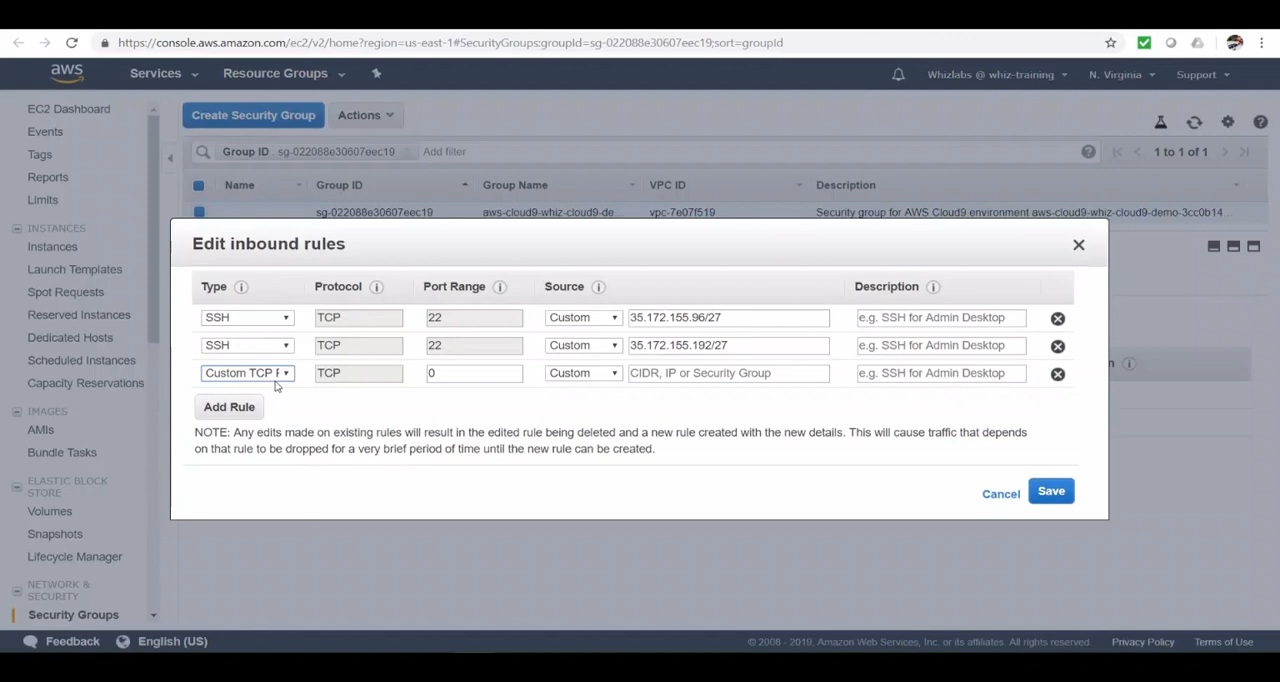 https://console.aws.amazon.com/ec2/v2/home?region=us-east-1#SecurityGroups:groupId=sg-022088e30607eec19;sort=groupId
aws Services Resource Groups Whizlabs @ whiz-training N. Virginia Support
EC2 Dashboard
Events
Tags
Reports
Limits
INSTANCES
Instances
Launch Templates
Spot Requests
Reserved Instances
Dedicated Hosts
Scheduled Instances
Capacity Reservations
IMAGES
AMIs
Bundle Tasks
ELASTIC BLOCK
STORE
Volumes
Snapshots
Lifecycle Manager
NETWORK &
SECURITY
Security Groups
Create Security Group Actions
Group ID sg-022088e30607eec19 Add filter 1 to 1 of 1
Name Group ID Group Name VPC ID Description
sg-022088e30607eec19 aws-cloud9-whiz-cloud9-de... vpc-7e07f519 Security group for AWS Cloud9 environment aws-cloud9-whiz-cloud9-demo-3cc0b14...
Edit inbound rules
Type Protocol Port Range Source Description
SSH TCP 22 Custom 35.172.155.96/27 e.g. SSH for Admin Desktop
SSH TCP 22 Custom 35.172.155.192/27 e.g. SSH for Admin Desktop
Custom TCP TCP 0 Custom CIDR, IP or Security Group e.g. SSH for Admin Desktop
Add Rule
NOTE: Any edits made on existing rules will result in the edited rule being deleted and a new rule created with the new details. This will cause traffic that depends
on that rule to be dropped for a very brief period of time until the new rule can be created.
Cancel Save
Feedback English (US) © 2008 - 2019, Amazon Web Services, Inc. or its affiliates. All rights reserved. Privacy Policy Terms of Use